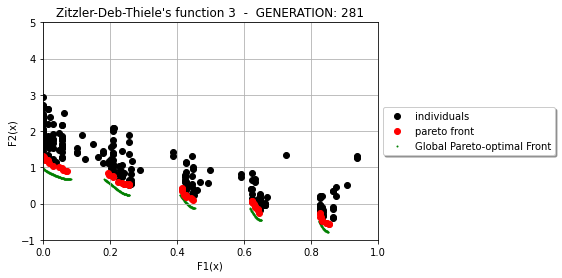 Zitzler-Deb-Thiele's function 3 - GENERATION: 281
5
4
3
2
1
0
−1
F2(x)
0.0 0.2 0.4 0.6 0.8 1.0
F1(x)
individuals
pareto front
Global Pareto-optimal Front